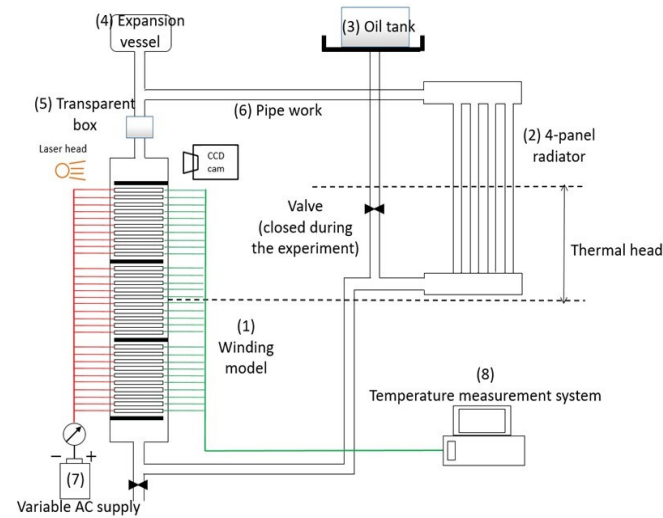 (4) Expansion
vessel
(3) Oil tank
(5) Transparent
box
(6) Pipe work
Laser head
CCD
cam
(2) 4-panel
radiator
Valve
(closed during
the experiment)
Thermal head
(1)
Winding
model
(8)
Temperature measurement system
− +
(7)
Variable AC supply